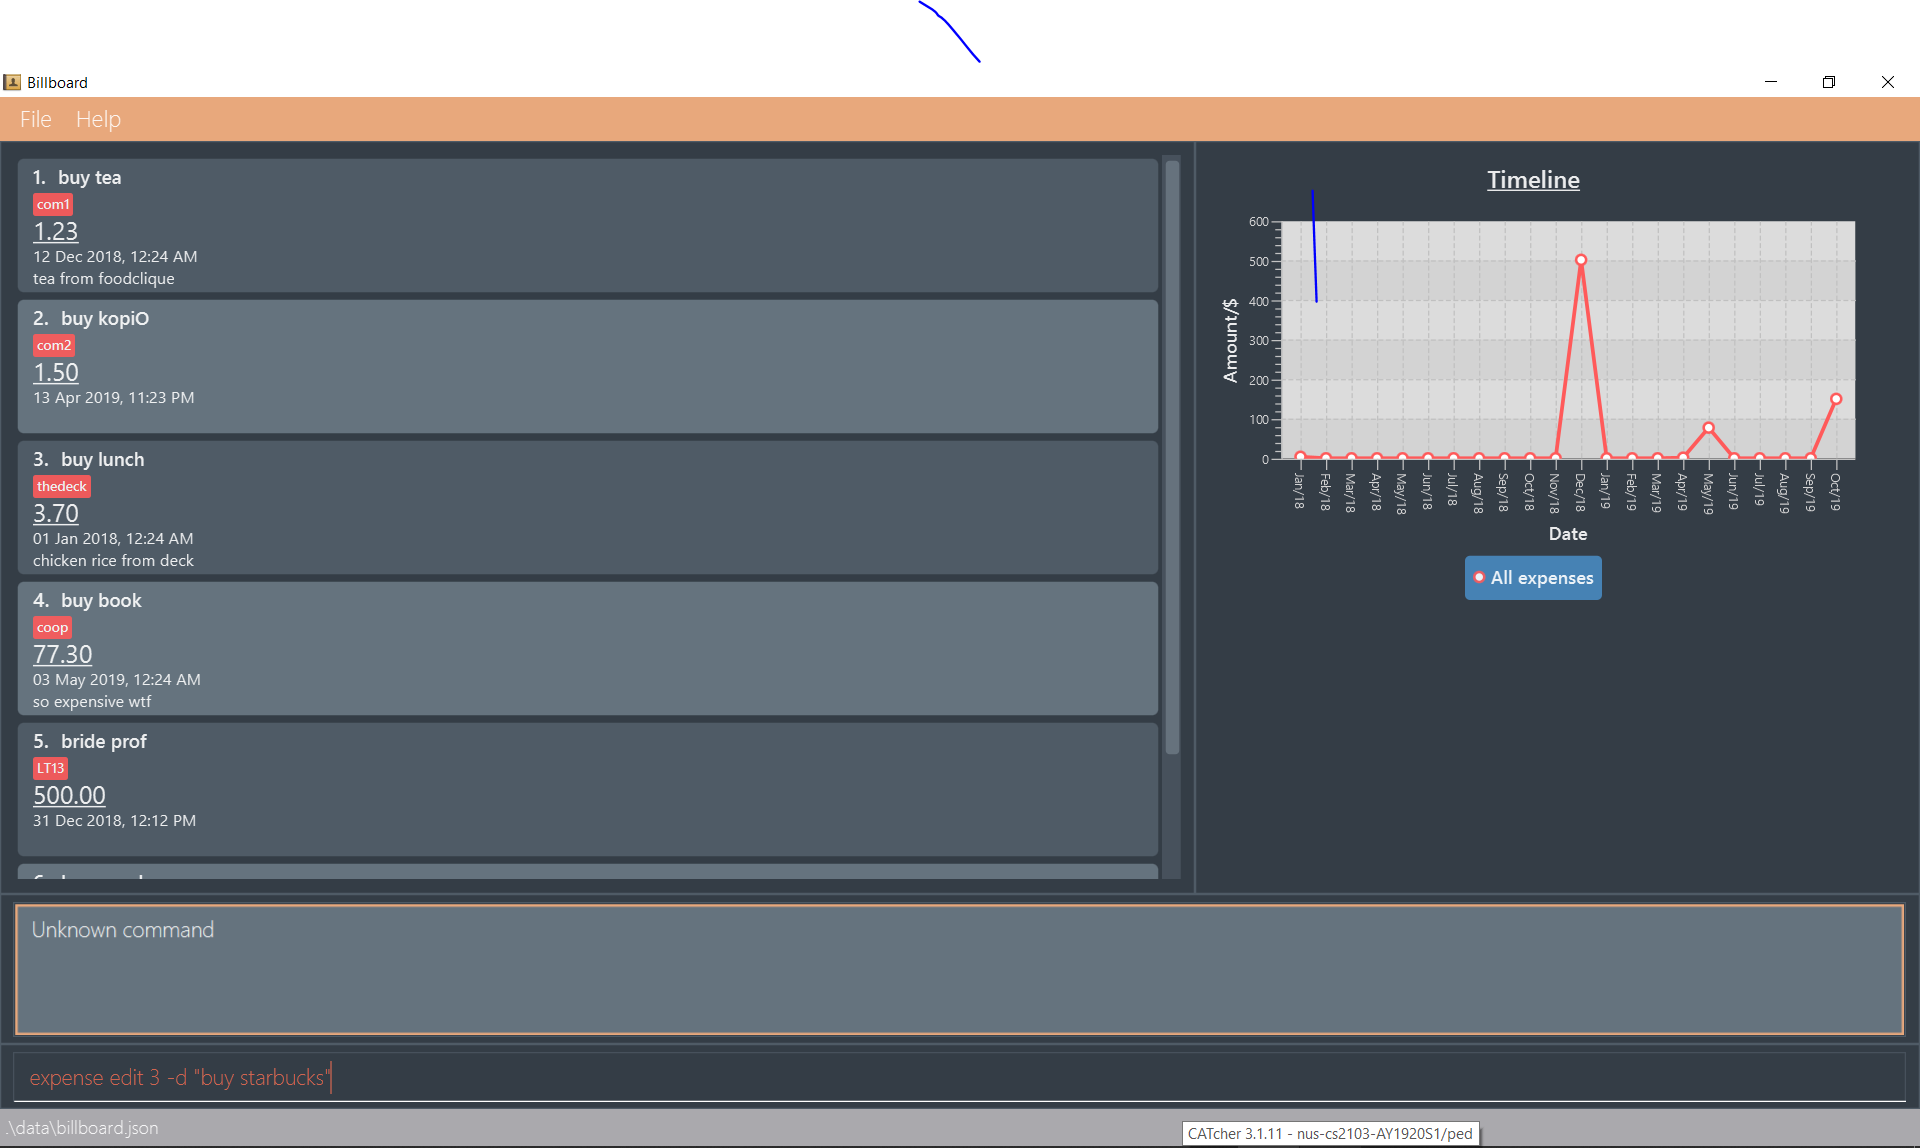 Billboard
File Help
1. buy tea
com1
1.23
12 Dec 2018, 12:24 AM
tea from foodclique
2. buy kopiO
com2
1.50
13 Apr 2019, 11:23 PM
3. buy lunch
thedeck
3.70
01 Jan 2018, 12:24 AM
chicken rice from deck
4. buy book
coop
77.30
03 May 2019, 12:24 AM
so expensive wtf
5. bride prof
LT13
500.00
31 Dec 2018, 12:12 PM
Timeline
Amount/$
600
500
400
300
200
100
0
Jan/18 Feb/18 Mar/18 Apr/18 May/18 Jun/18 Jul/18 Aug/18 Sep/18 Oct/18 Nov/18 Dec/18 Jan/19 Feb/19 Mar/19 Apr/19 May/19 Jun/19 Jul/19 Aug/19 Sep/19 Oct/19
Date
All expenses
Unknown command
expense edit 3 -d "buy starbucks"
.\data\billboard.json
CATcher 3.1.11 - nus-cs2103-AY1920S1/ped